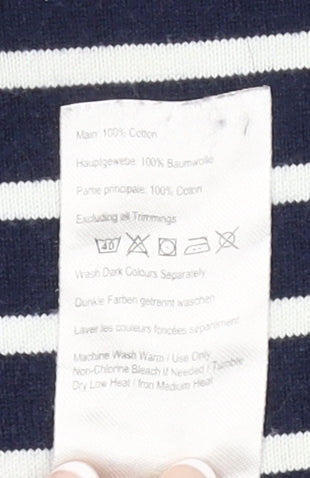 Main: 100% Cotton
Hauptgewebe: 100% Baumwolle
Partie principale: 100% Coton
Excluding all Trimmings
40
Wash Dark Colours Separately
Dunkle Farben getrennt waschen
Laver les couleurs foncées séparément
Machine Wash Warm / Use Only
Non-Chlorine Bleach if Needed / Tumble
Dry Low Heat / Iron Medium Heat